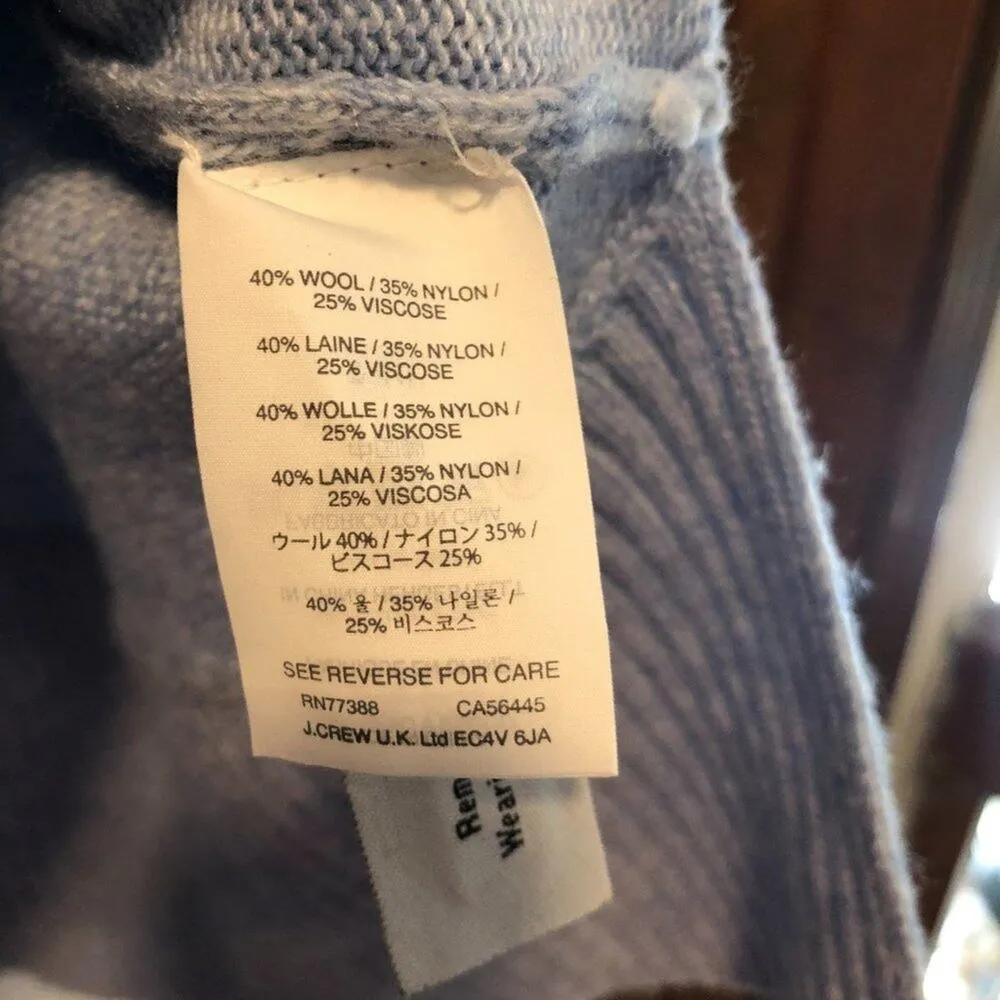 40% WOOL / 35% NYLON /
25% VISCOSE
40% LAINE / 35% NYLON /
25% VISCOSE
40% WOLLE / 35% NYLON /
25% VISKOSE
40% LANA / 35% NYLON /
25% VISCOSA
ウール 40% / ナイロン 35% /
ビスコース 25%
40% 울 / 35% 나일론 /
25% 비스코스
SEE REVERSE FOR CARE
RN77388 CA56445
J.CREW U.K. Ltd EC4V 6JA